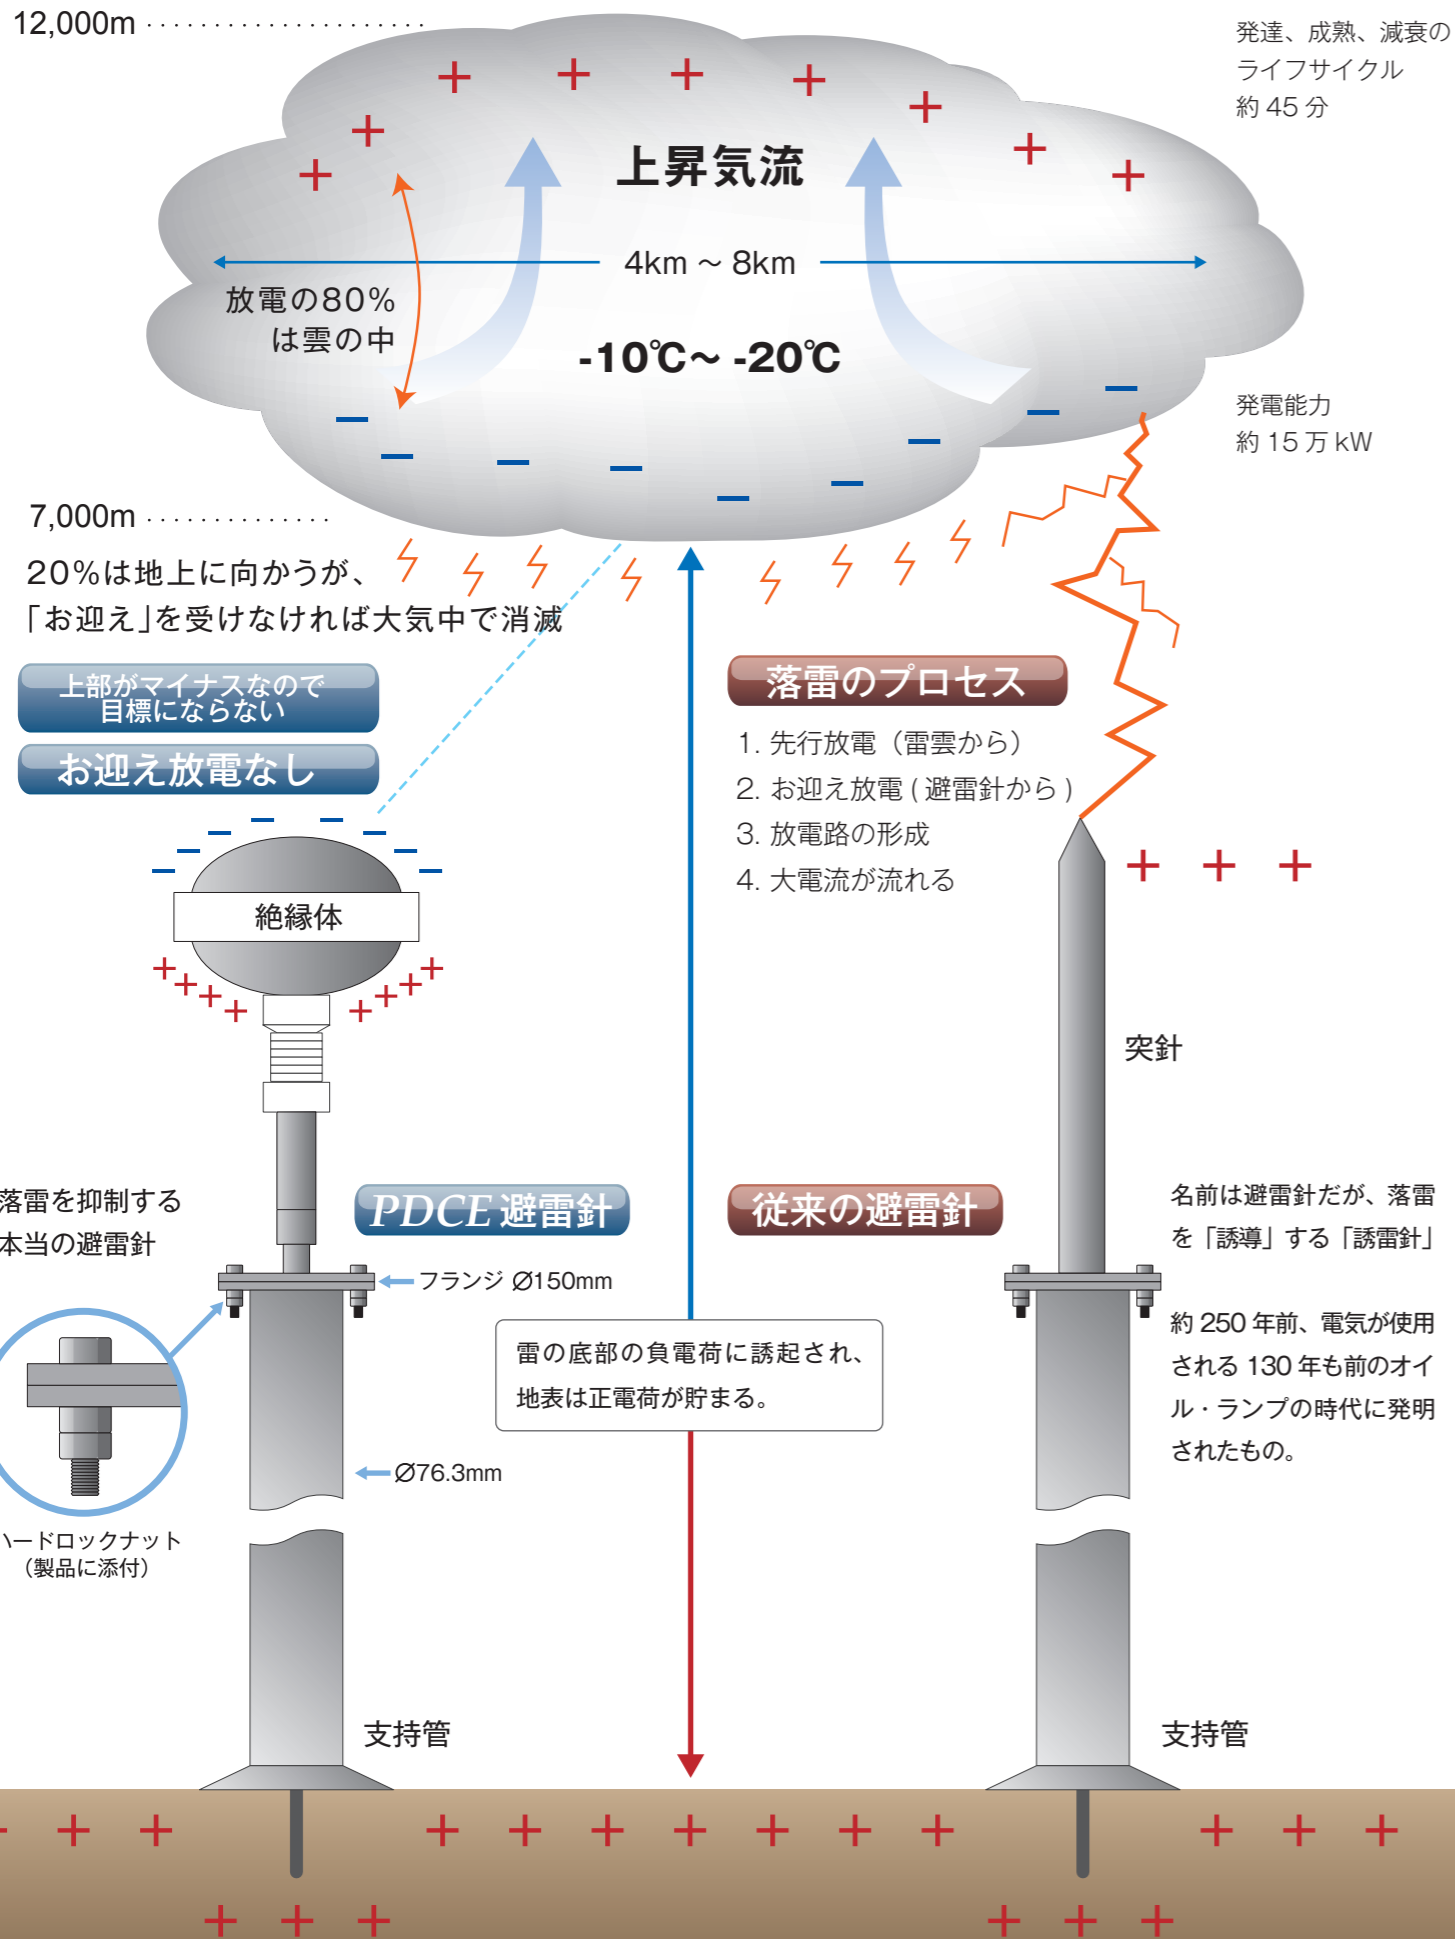 12,000m
発達、成熟、減衰の
ライフサイクル
約 45 分
上昇気流
4km ～ 8km
放電の80%
は雲の中
-10℃～ -20℃
発電能力
約 15 万 kW
7,000m
20%は地上に向かうが、
「お迎え」を受けなければ大気中で消滅
上部がマイナスなので
目標にならない
お迎え放電なし
落雷のプロセス
1. 先行放電（雷雲から）
2. お迎え放電 ( 避雷針から )
3. 放電路の形成
4. 大電流が流れる
絶縁体
突針
落雷を抑制する
本当の避雷針
PDCE 避雷針
従来の避雷針
名前は避雷針だが、落雷
を「誘導」する「誘雷針」
フランジ Ø150mm
雷の底部の負電荷に誘起され、
地表は正電荷が貯まる。
約 250 年前、電気が使用
される 130 年も前のオイ
ル・ランプの時代に発明
されたもの。
Ø76.3mm
ハードロックナット
（製品に添付）
支持管
支持管